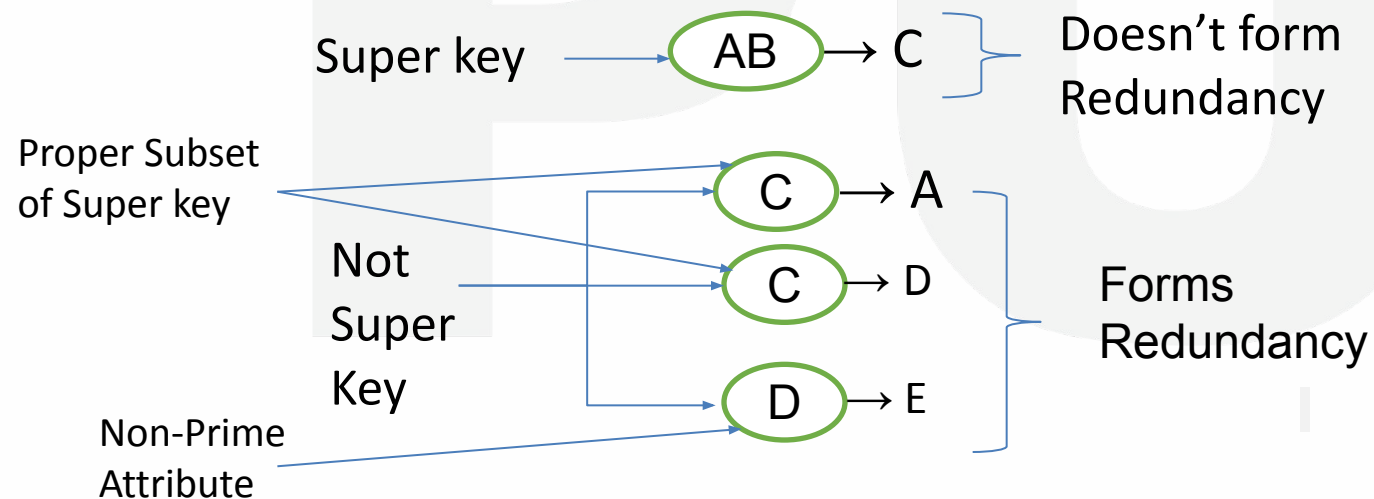 Super key
AB → C
Doesn’t form
Redundancy
Proper Subset
of Super key
C → A
Not
Super
Key
C → D
Forms
Redundancy
D → E
Non-Prime
Attribute